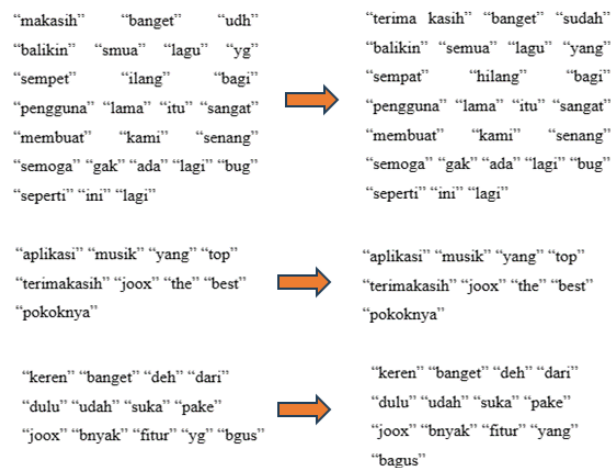 “makasih” “banget” “udh”
“balikin” “smua” “lagu” “yg”
“sempet” “ilang” “bagi”
“pengguna” “lama” “itu” “sangat”
“membuat” “kami” “senang”
“semoga” “gak” “ada” “lagi” “bug”
“seperti” “ini” “lagi”
“terima kasih” “banget” “sudah”
“balikin” “semua” “lagu” “yang”
“sempat” “hilang” “bagi”
“pengguna” “lama” “itu” “sangat”
“membuat” “kami” “senang”
“semoga” “gak” “ada” “lagi” “bug”
“seperti” “ini” “lagi”
“aplikasi” “musik” “yang” “top”
“terimakasih” “joox” “the” “best”
“pokoknya”
“aplikasi” “musik” “yang” “top”
“terimakasih” “joox” “the” “best”
“pokoknya”
“keren” “banget” “deh” “dari”
“dulu” “udah” “suka” “pake”
“joox” “bnyak” “fitur” “yg” “bgus”
“keren” “banget” “deh” “dari”
“dulu” “udah” “suka” “pake”
“joox” “bnyak” “fitur” “yang”
“bagus”